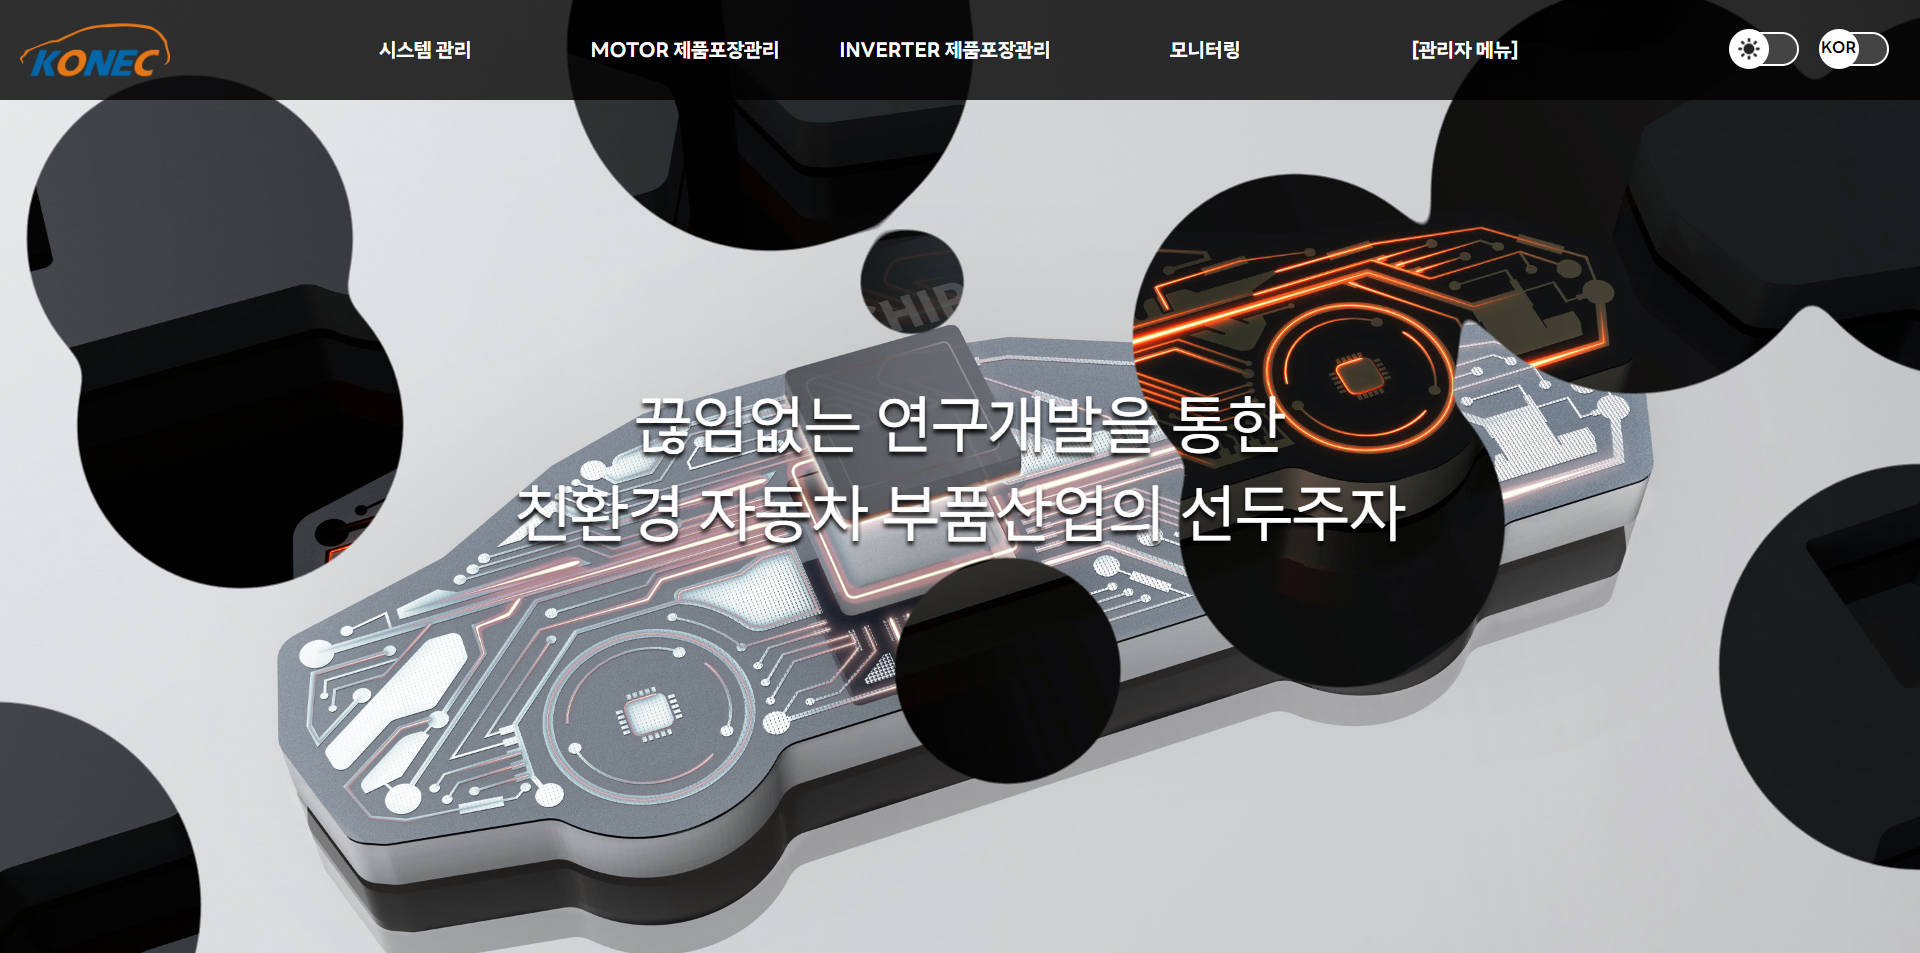 KONEC
시스템 관리
MOTOR 제품포장관리
INVERTER 제품포장관리
모니터링
[관리자 메뉴]
KOR
CHIP
끊임없는 연구개발을 통한
친환경 자동차 부품산업의 선두주자